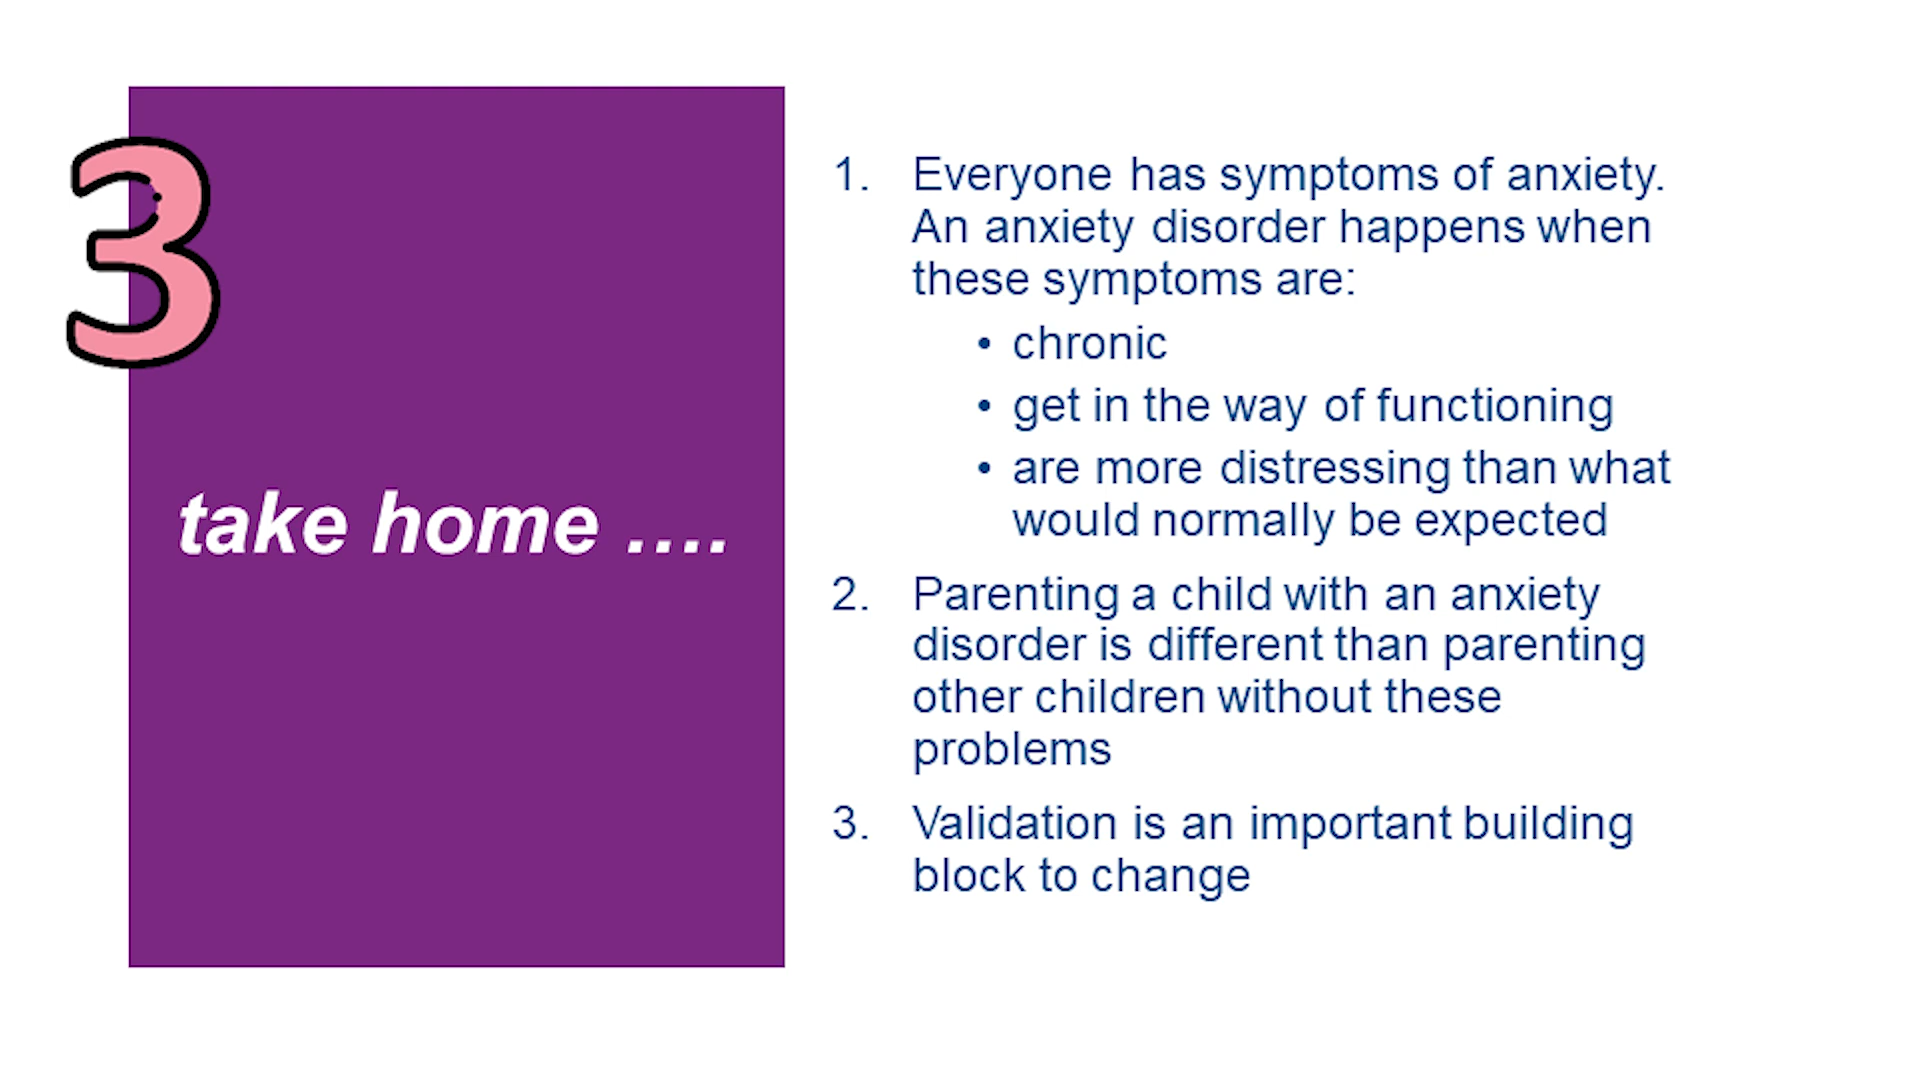 3
take home ....
1. Everyone has symptoms of anxiety.
An anxiety disorder happens when
these symptoms are:
• chronic
• get in the way of functioning
• are more distressing than what
would normally be expected
2. Parenting a child with an anxiety
disorder is different than parenting
other children without these
problems
3. Validation is an important building
block to change